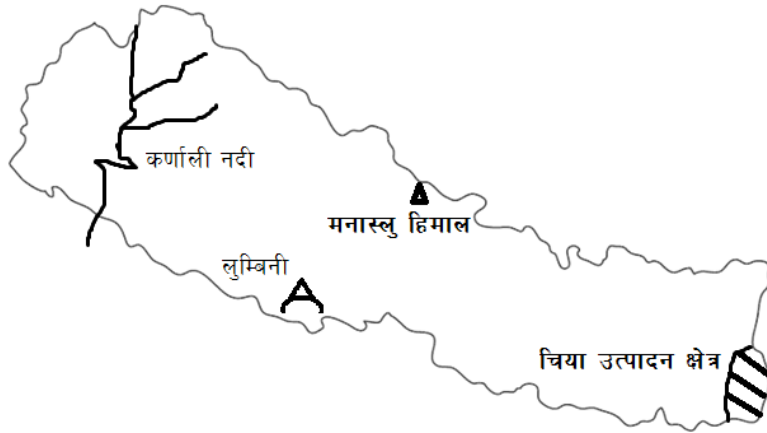 कर्णाली नदी
मनास्लु हिमाल
लुम्बिनी
चिया उत्पादन क्षेत्र